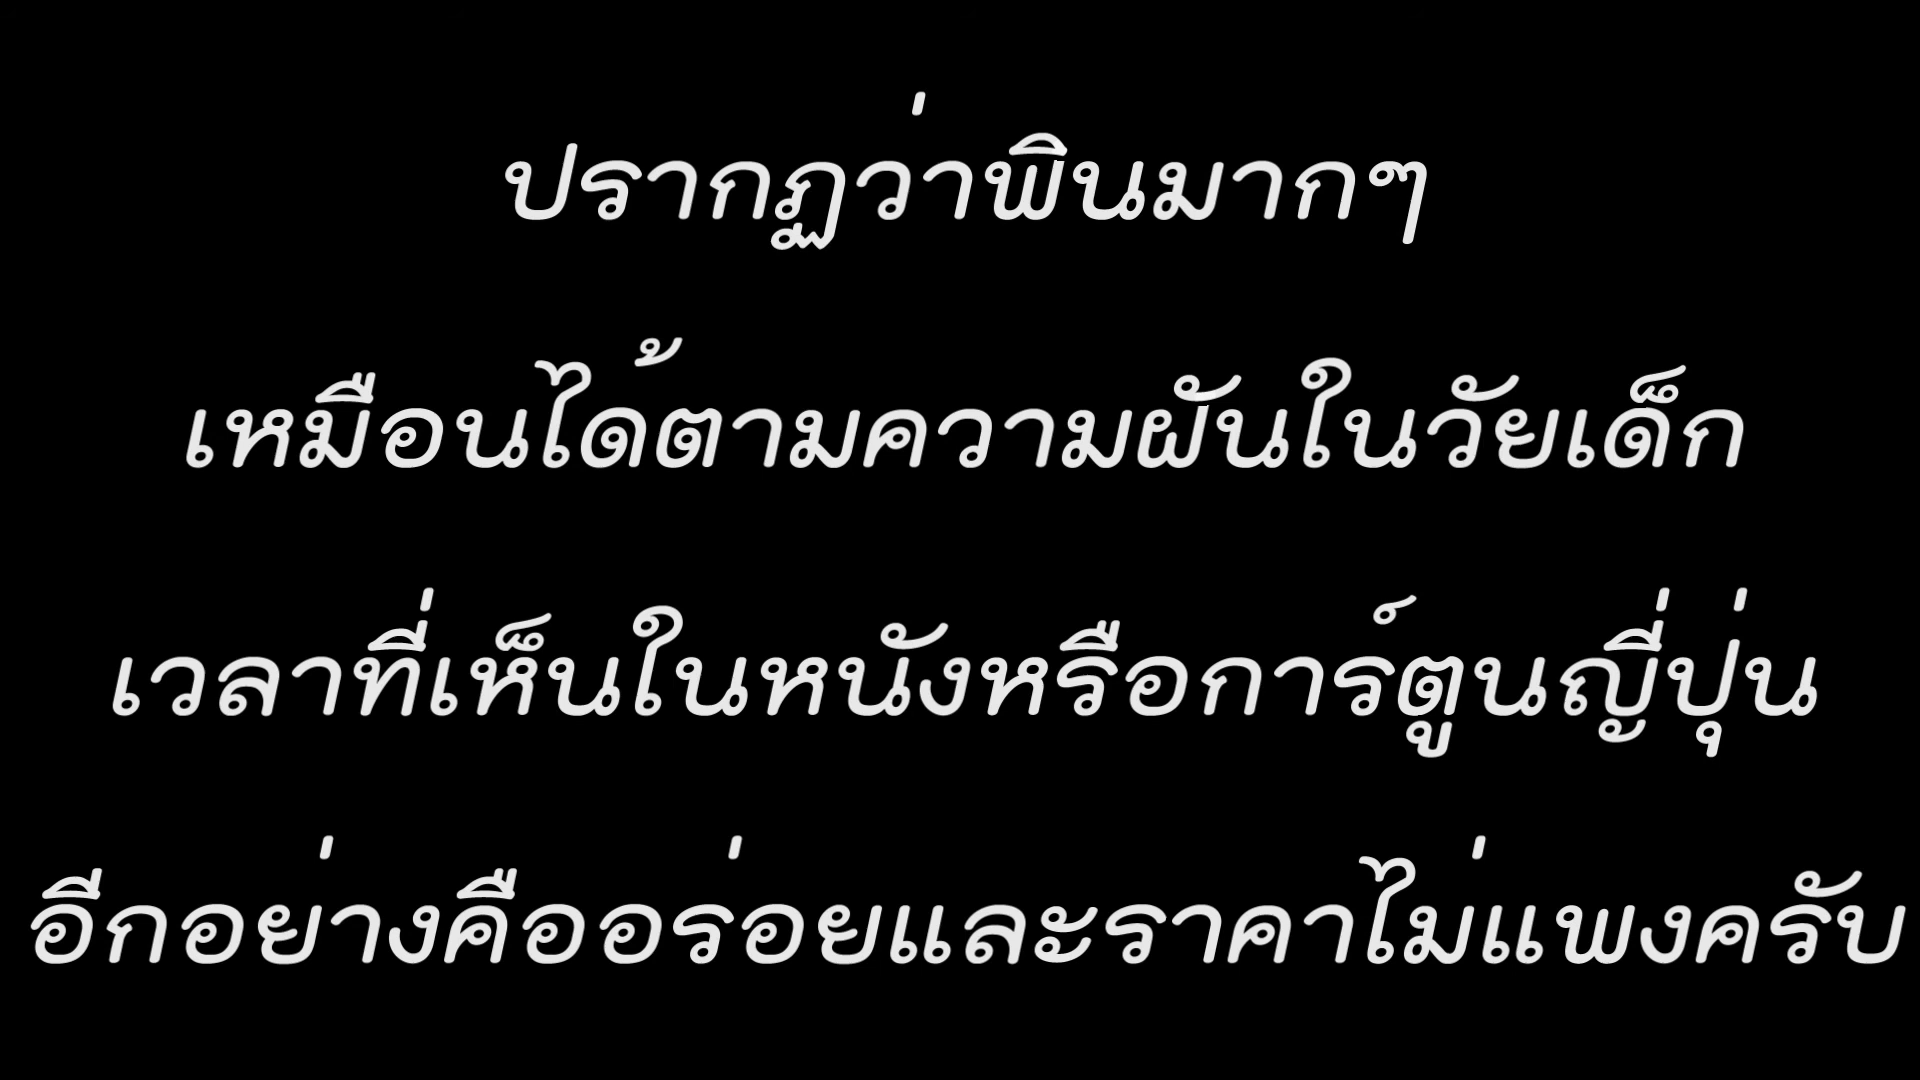 ปรากฏว่าพินมากๆ
เหมือนได้ตามความผันในวัยเด็ก
เวลาที่เห็นในหนังหรือการ์ตูนญี่ปุ่น
อีกอย่างคืออร่อยและราคาไม่แพงครับ